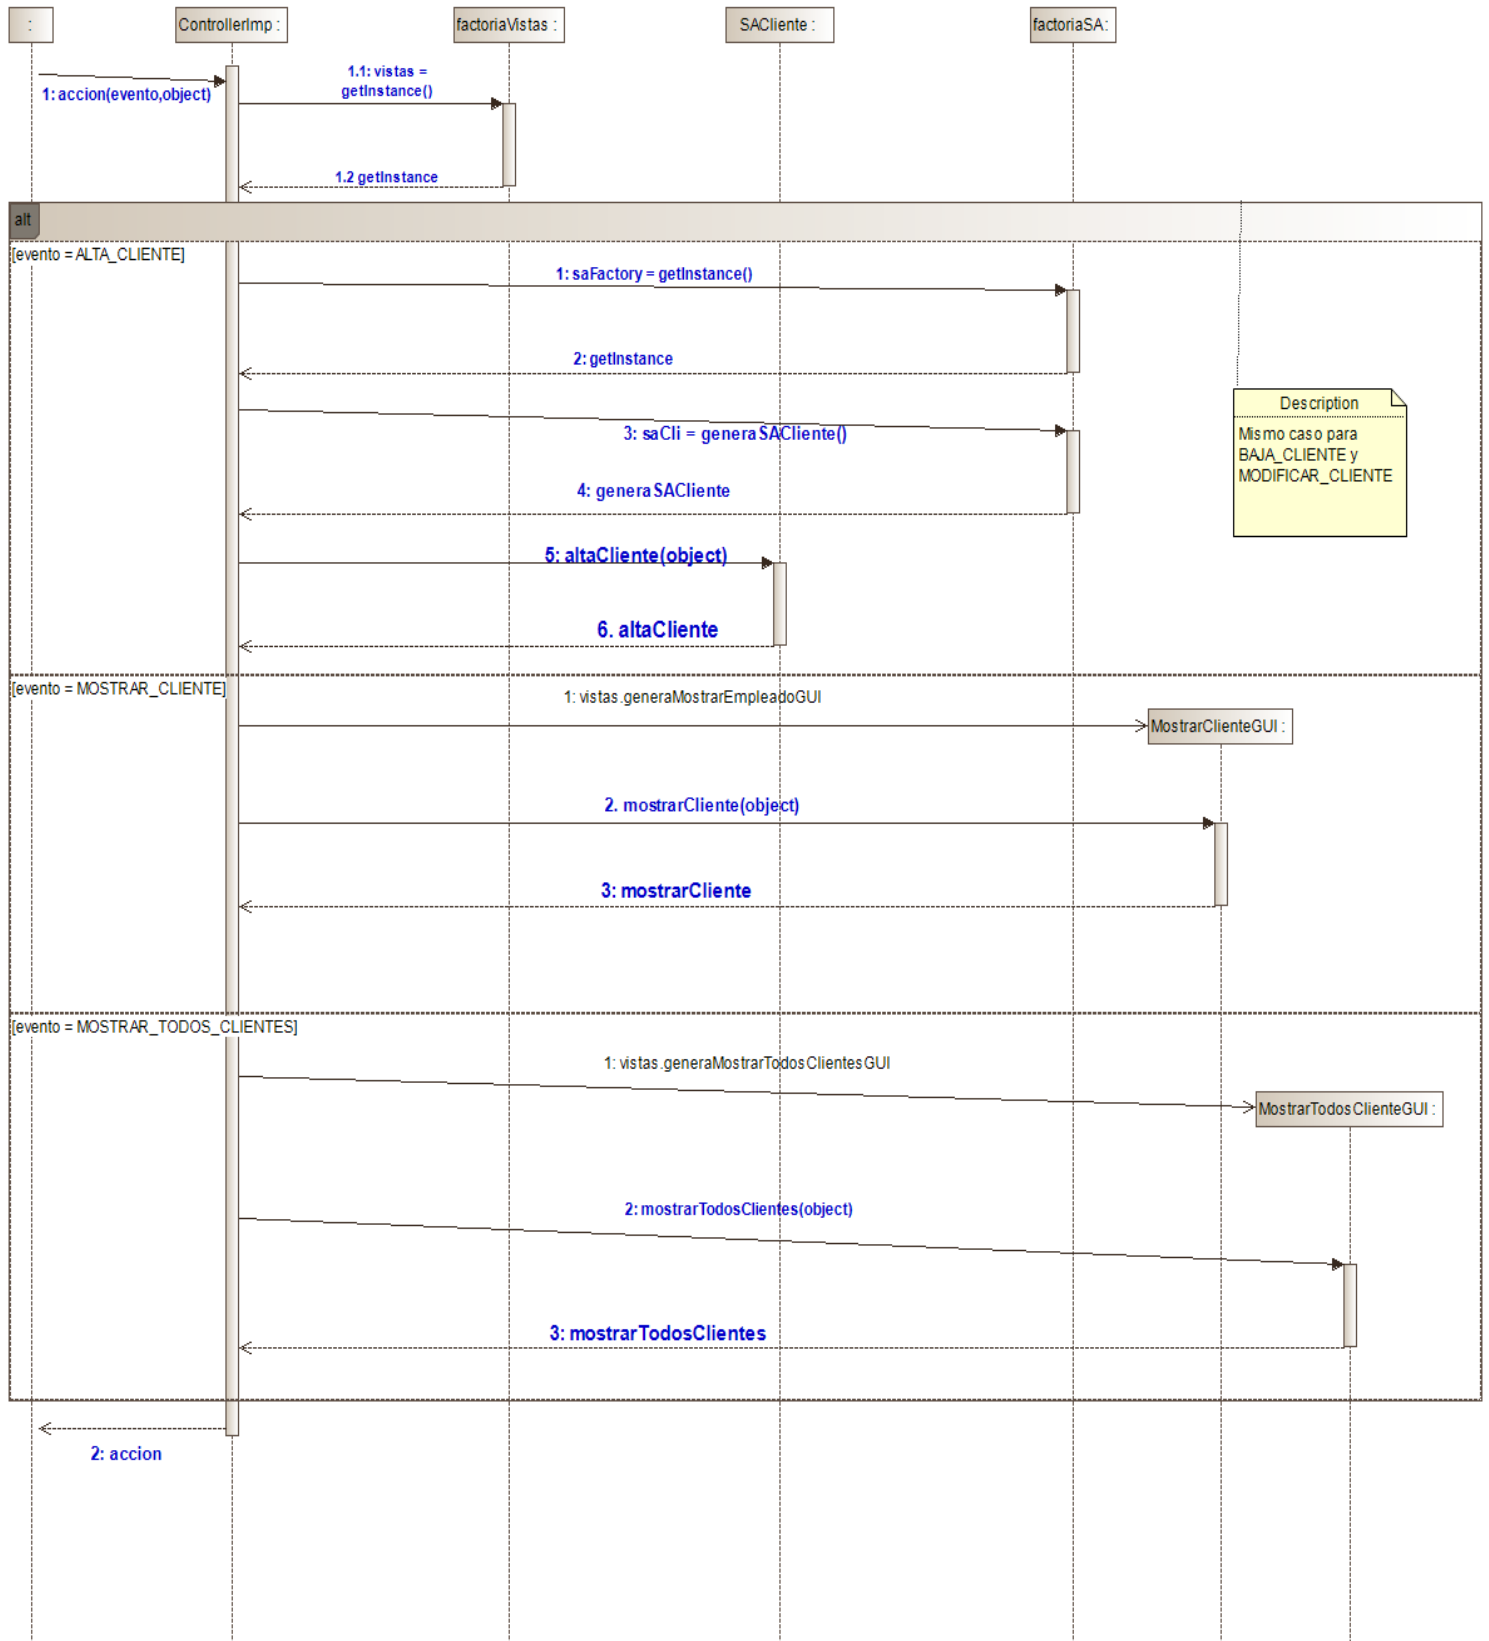 :
ControllerImp :
factoriaVistas :
SACliente :
factoriaSA:
1: accion(evento,object)
1.1: vistas =
getInstance()
1.2 getInstance
alt
[evento = ALTA_CLIENTE]
1: saFactory = getInstance()
2: getInstance
3: saCli = generaSACliente()
4: generaSACliente
Description
Mismo caso para
BAJA_CLIENTE y
MODIFICAR_CLIENTE
5: altaCliente(object)
6. altaCliente
[evento = MOSTRAR_CLIENTE]
1: vistas.generaMostrarEmpleadoGUI
MostrarClienteGUI :
2. mostrarCliente(object)
3: mostrarCliente
[evento = MOSTRAR_TODOS_CLIENTES]
1: vistas.generaMostrarTodosClientesGUI
MostrarTodosClienteGUI :
2: mostrarTodosClientes(object)
3: mostrarTodosClientes
2: accion